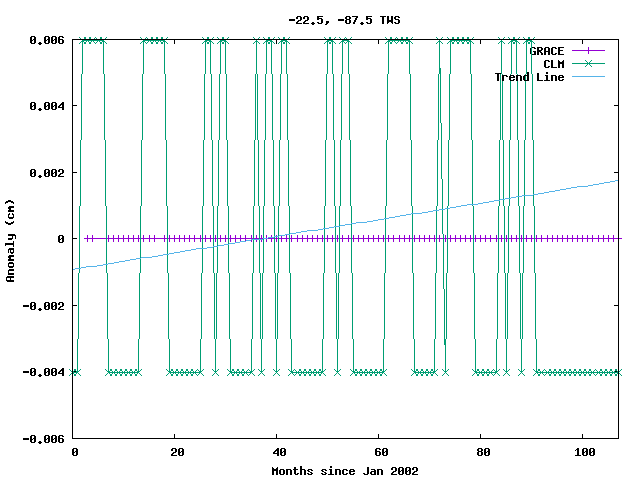 -22.5, -87.5 TWS
GRACE
CLM
Trend Line
0.006
0.004
0.002
0
-0.002
-0.004
-0.006
Anomaly (cm)
0 20 40 60 80 100
Months since Jan 2002